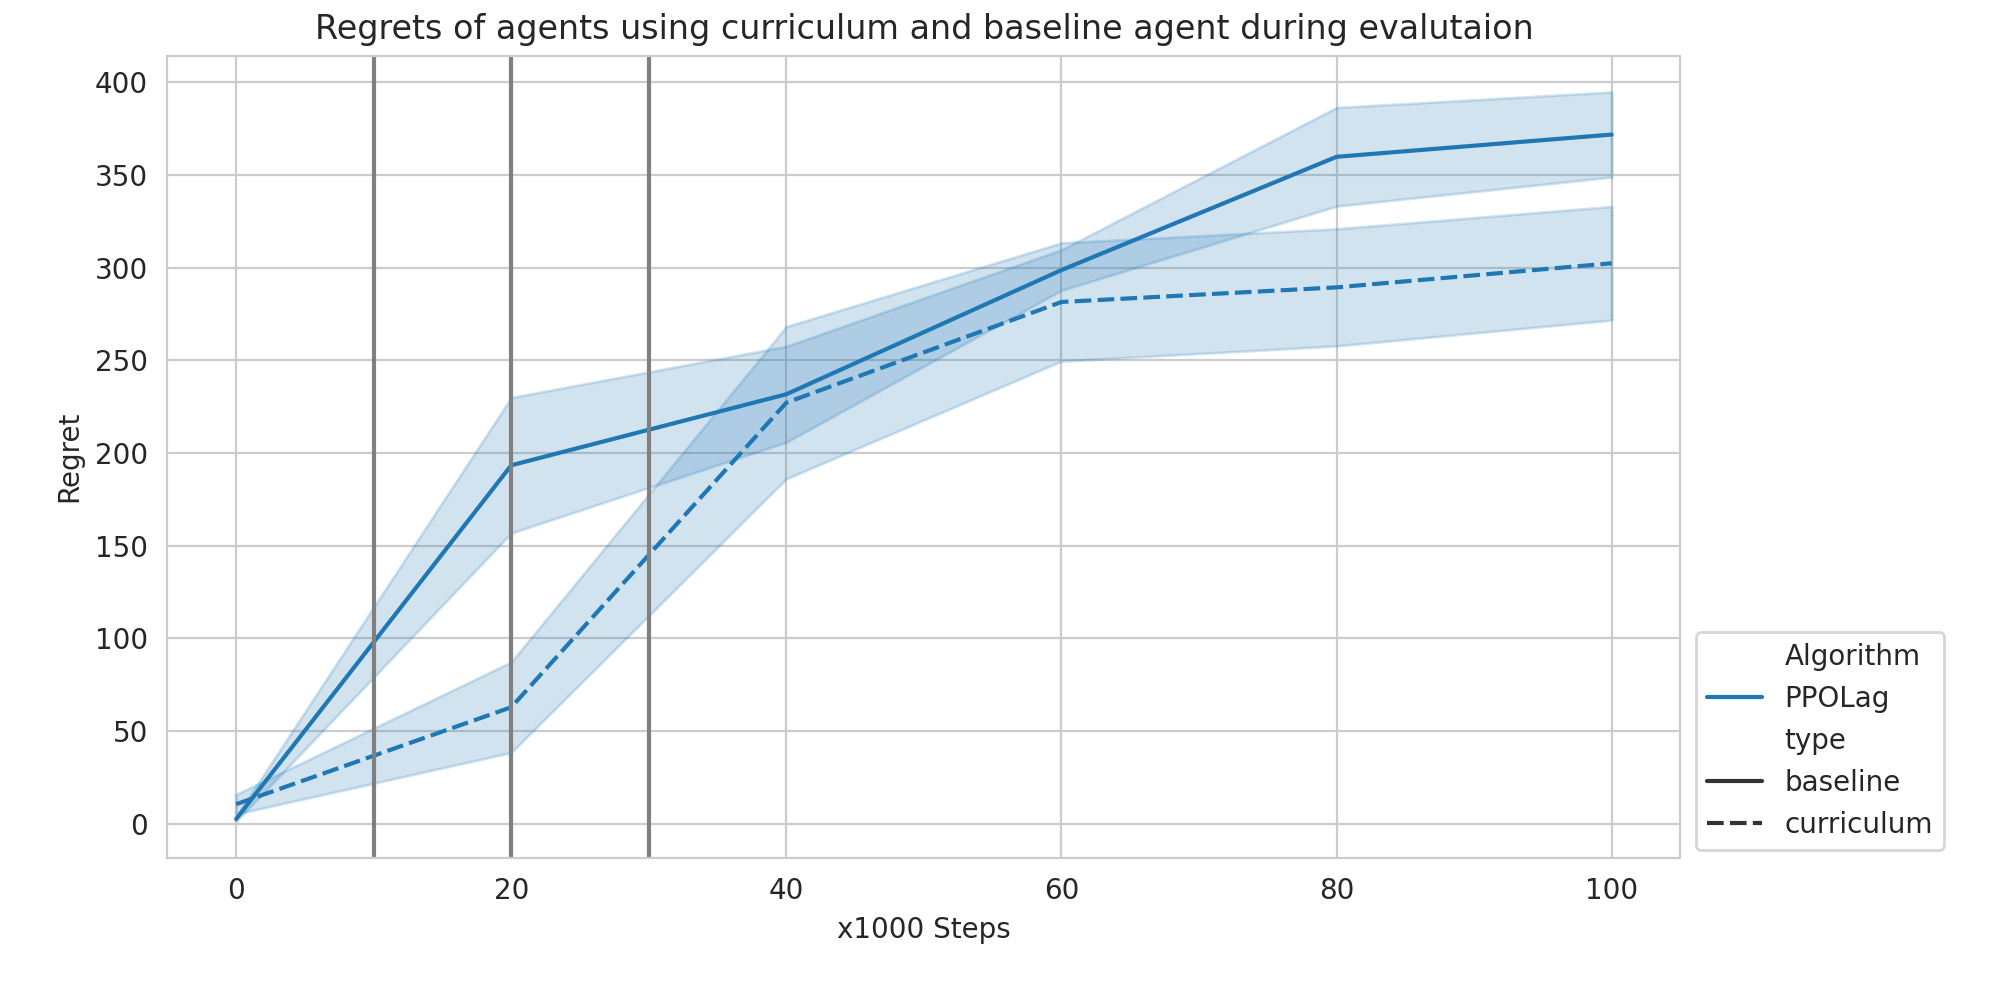 Regrets of agents using curriculum and baseline agent during evalutaion
400
350
300
250
200
150
100
50
0
Regret
0 20 40 60 80 100
x1000 Steps
Algorithm
PPOLag
type
baseline
curriculum